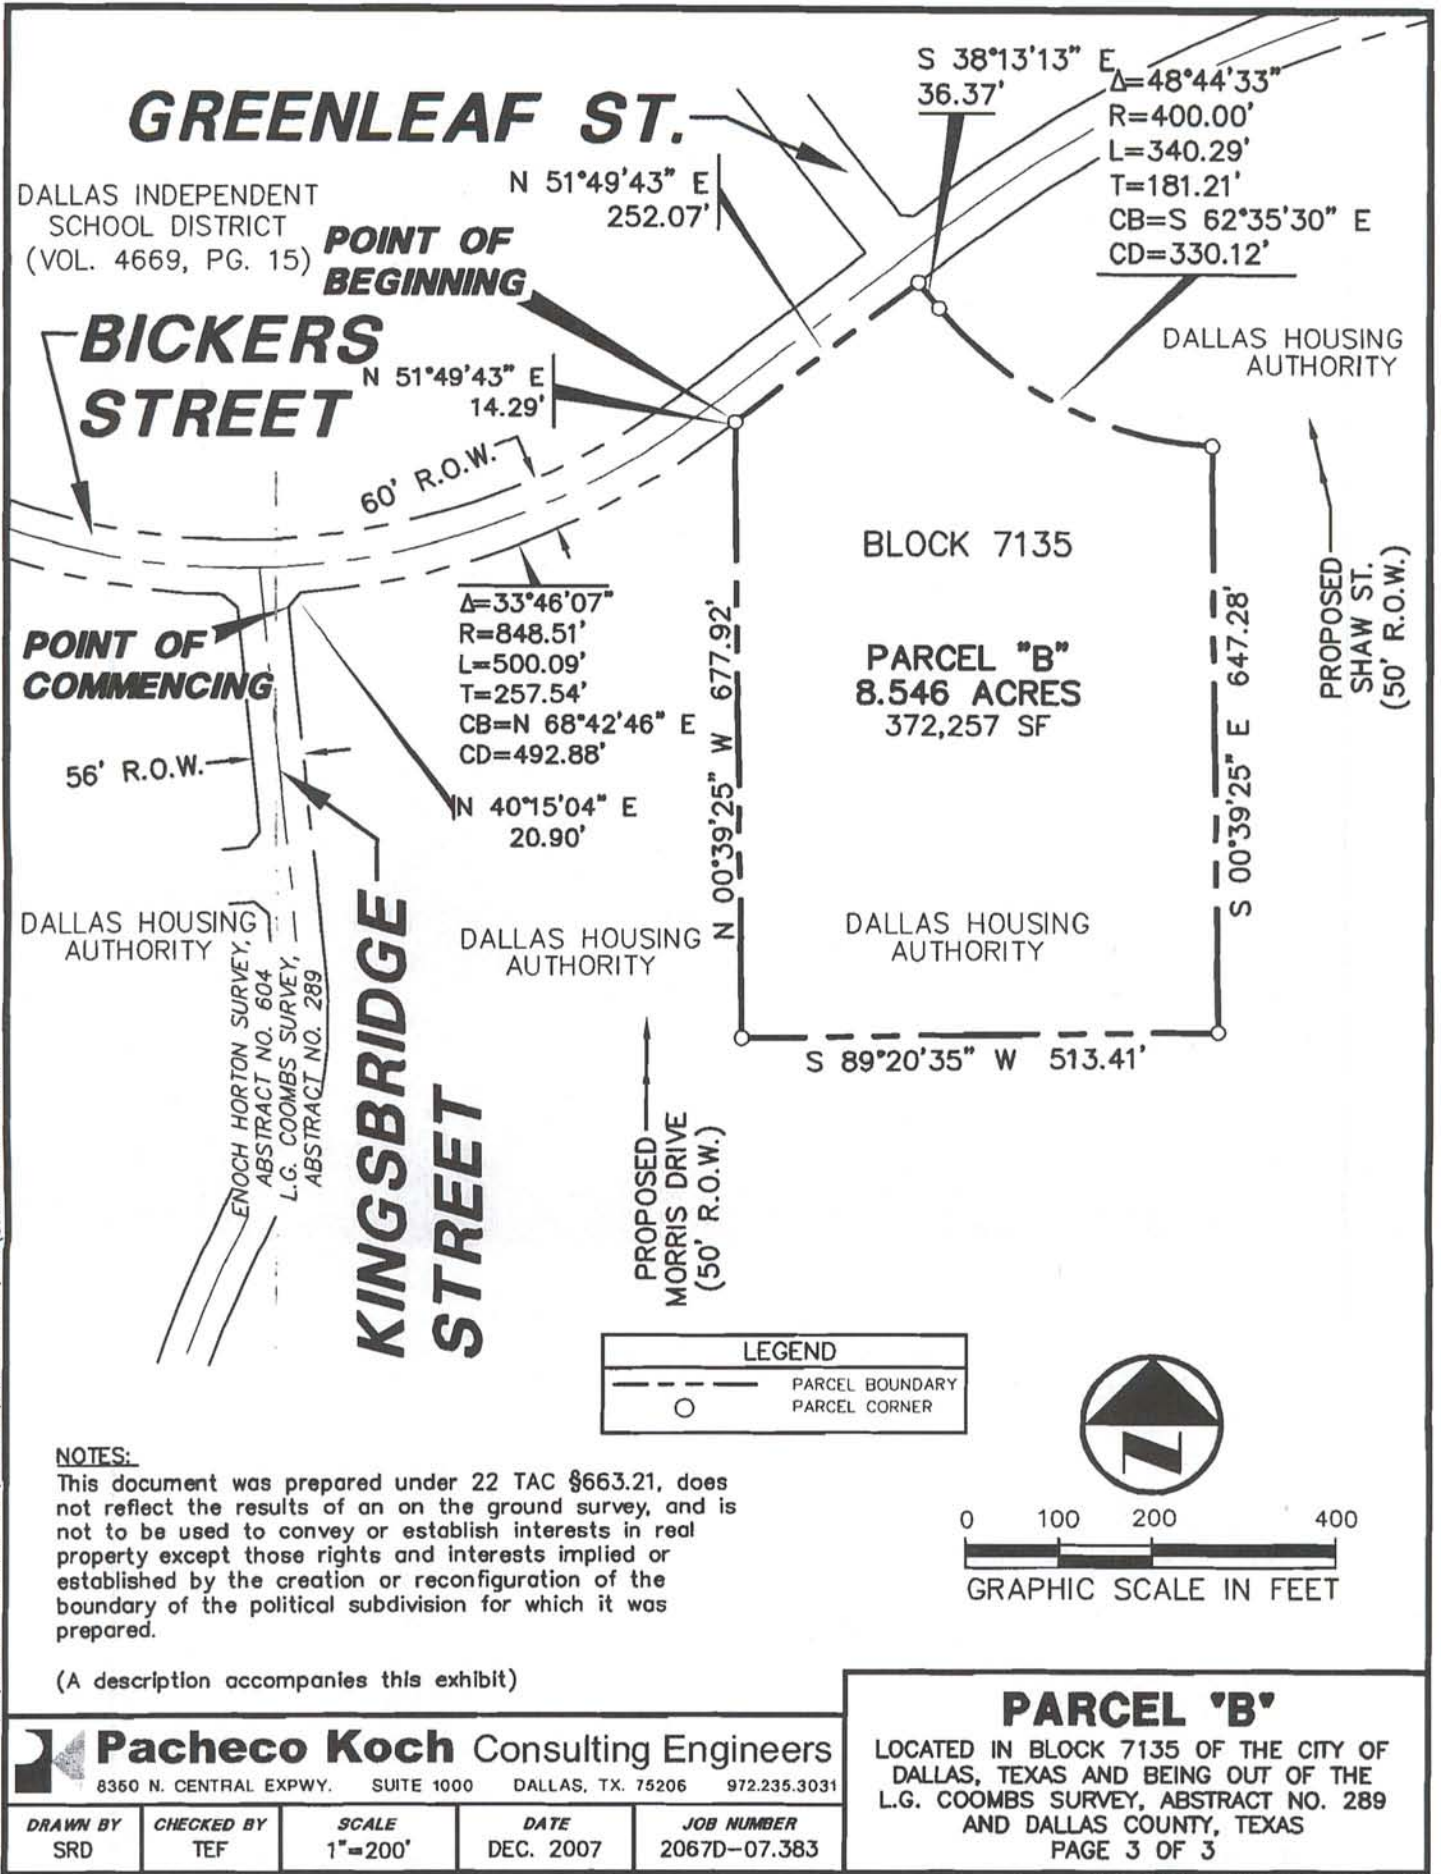 S 38°13'13" E
36.37'
Δ=48°44'33"
R=400.00'
L=340.29'
T=181.21'
CB=S 62°35'30" E
CD=330.12'
GREENLEAF ST.
N 51°49'43" E
252.07'
DALLAS INDEPENDENT
SCHOOL DISTRICT
(VOL. 4669, PG. 15)
POINT OF
BEGINNING
BICKERS
STREET
N 51°49'43" E
14.29'
DALLAS HOUSING
AUTHORITY
60' R.O.W.
BLOCK 7135
PARCEL "B"
8.546 ACRES
372,257 SF
PROPOSED
SHAW ST.
(50' R.O.W.)
Δ=33°46'07"
R=848.51'
L=500.09'
T=257.54'
CB=N 68°42'46" E
CD=492.88'
POINT OF
COMMENCING
56' R.O.W.
N 40°15'04" E
20.90'
N 00°39'25" W 677.92'
S 00°39'25" E 647.28'
DALLAS HOUSING
AUTHORITY
DALLAS HOUSING
AUTHORITY
DALLAS HOUSING
AUTHORITY
ENOCH HORTON SURVEY,
ABSTRACT NO. 604
L.G. COOMBS SURVEY,
ABSTRACT NO. 289
KINGSBRIDGE
STREET
S 89°20'35" W 513.41'
PROPOSED
MORRIS DRIVE
(50' R.O.W.)
LEGEND
PARCEL BOUNDARY
PARCEL CORNER
N
0 100 200 400
GRAPHIC SCALE IN FEET
NOTES:
This document was prepared under 22 TAC §663.21, does
not reflect the results of an on the ground survey, and is
not to be used to convey or establish interests in real
property except those rights and interests implied or
established by the creation or reconfiguration of the
boundary of the political subdivision for which it was
prepared.
(A description accompanies this exhibit)
Pacheco Koch Consulting Engineers
8350 N. CENTRAL EXPWY. SUITE 1000 DALLAS, TX. 75206 972.235.3031
DRAWN BY CHECKED BY SCALE DATE JOB NUMBER
SRD TEF 1"=200' DEC. 2007 2067D-07.383
PARCEL "B"
LOCATED IN BLOCK 7135 OF THE CITY OF
DALLAS, TEXAS AND BEING OUT OF THE
L.G. COOMBS SURVEY, ABSTRACT NO. 289
AND DALLAS COUNTY, TEXAS
PAGE 3 OF 3